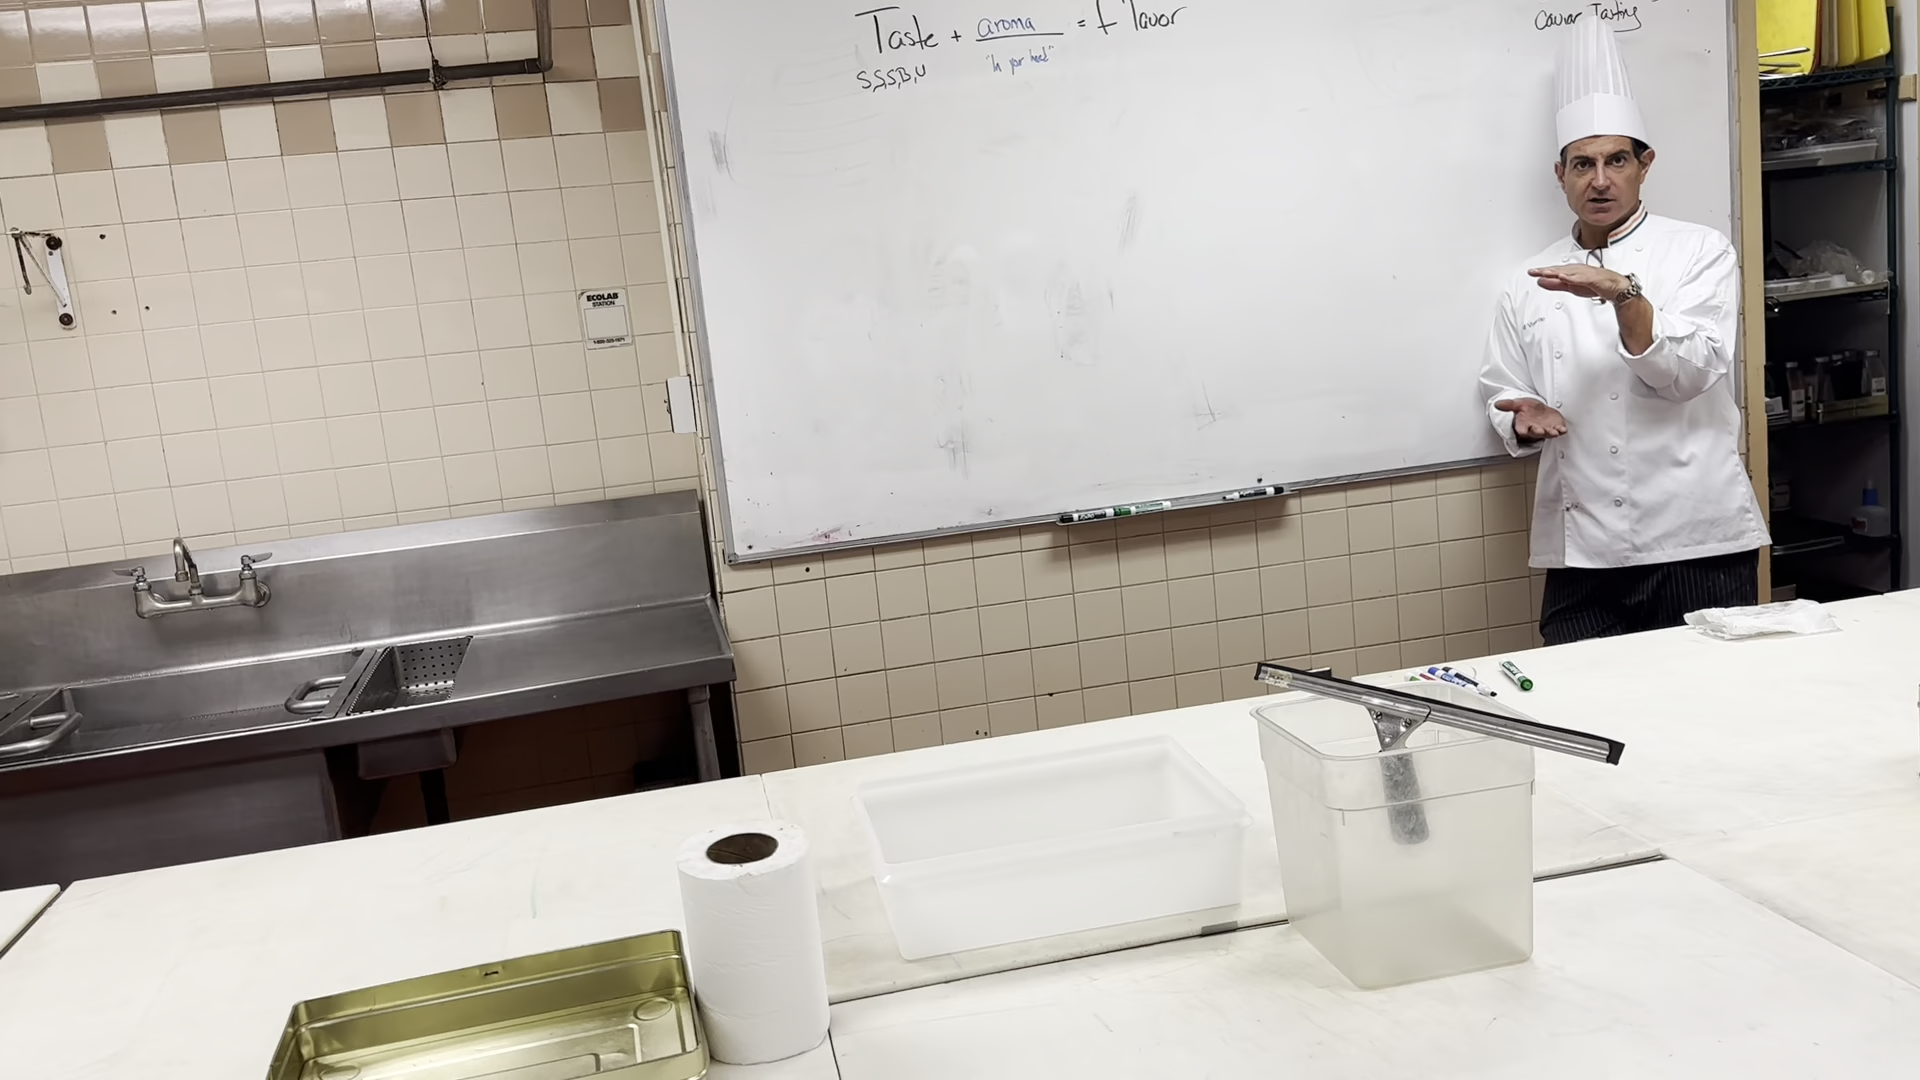 Taste + aroma = flavor
"In your head"
S,S,S,B,U
Caviar Tasting
ECOLAB
STATION